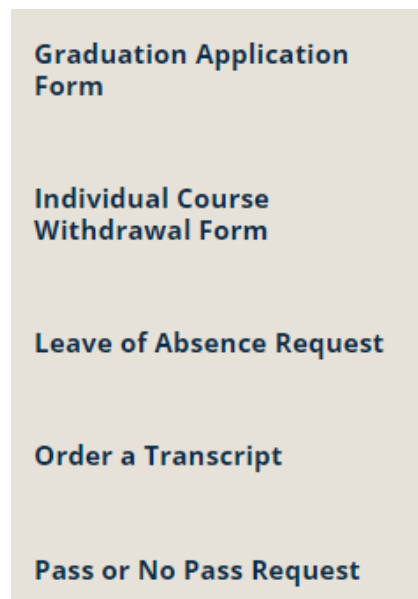 Graduation Application
Form
Individual Course
Withdrawal Form
Leave of Absence Request
Order a Transcript
Pass or No Pass Request